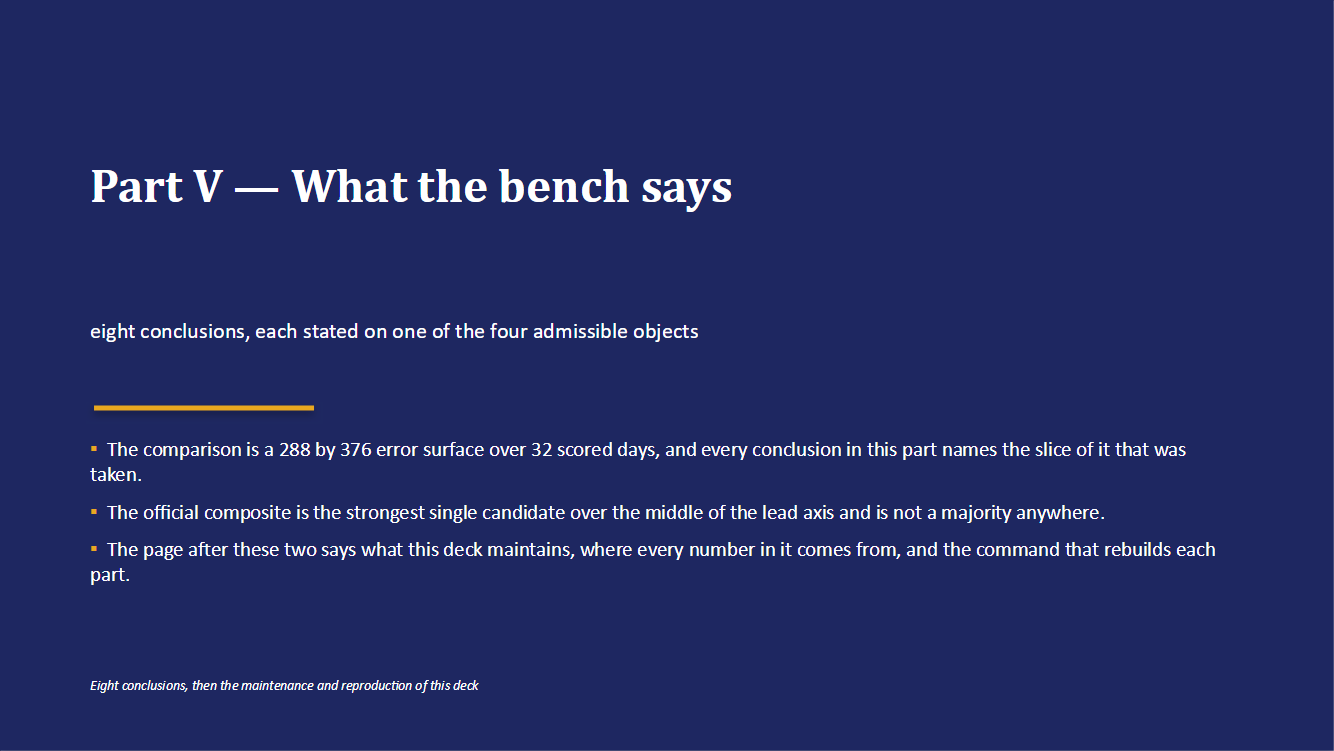 Part V — What the bench says
eight conclusions, each stated on one of the four admissible objects
▪ The comparison is a 288 by 376 error surface over 32 scored days, and every conclusion in this part names the slice of it that was
taken.
▪ The official composite is the strongest single candidate over the middle of the lead axis and is not a majority anywhere.
▪ The page after these two says what this deck maintains, where every number in it comes from, and the command that rebuilds each
part.
Eight conclusions, then the maintenance and reproduction of this deck